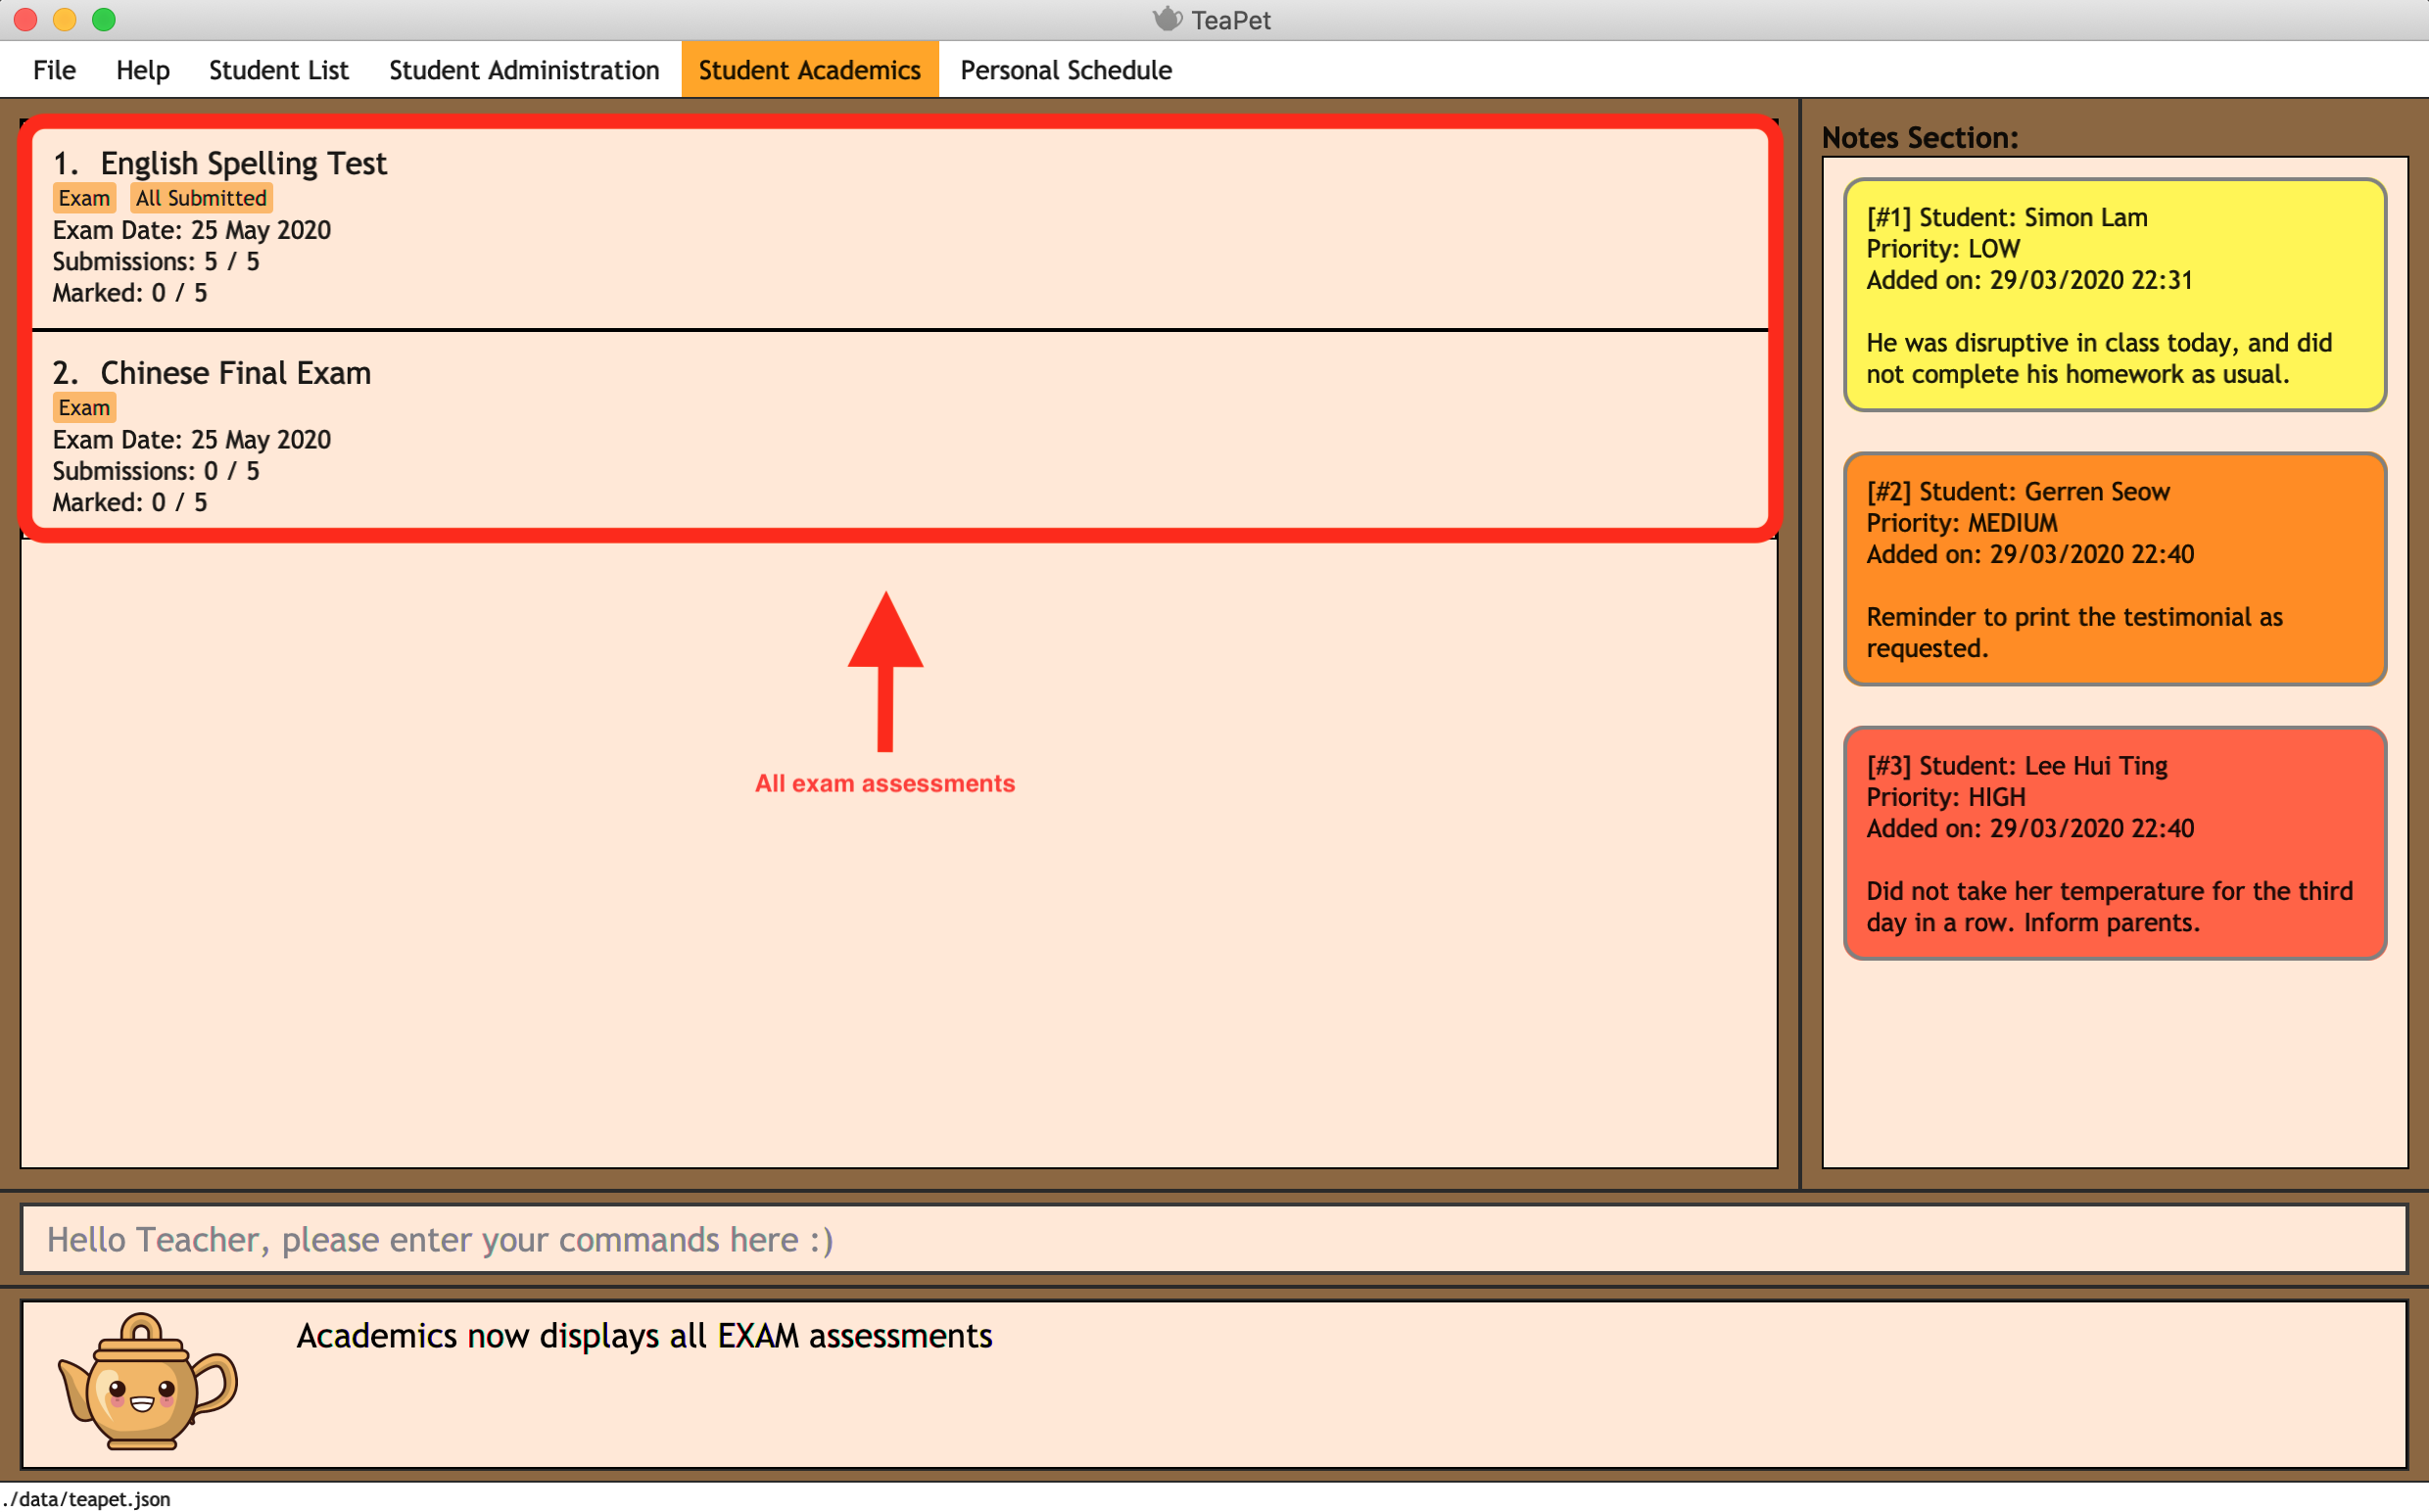 TeaPet
File Help Student List Student Administration Student Academics Personal Schedule
1. English Spelling Test
Exam All Submitted
Exam Date: 25 May 2020
Submissions: 5 / 5
Marked: 0 / 5
2. Chinese Final Exam
Exam
Exam Date: 25 May 2020
Submissions: 0 / 5
Marked: 0 / 5
All exam assessments
Notes Section:
[#1] Student: Simon Lam
Priority: LOW
Added on: 29/03/2020 22:31
He was disruptive in class today, and did
not complete his homework as usual.
[#2] Student: Gerren Seow
Priority: MEDIUM
Added on: 29/03/2020 22:40
Reminder to print the testimonial as
requested.
[#3] Student: Lee Hui Ting
Priority: HIGH
Added on: 29/03/2020 22:40
Did not take her temperature for the third
day in a row. Inform parents.
Hello Teacher, please enter your commands here :)
Academics now displays all EXAM assessments
./data/teapet.json